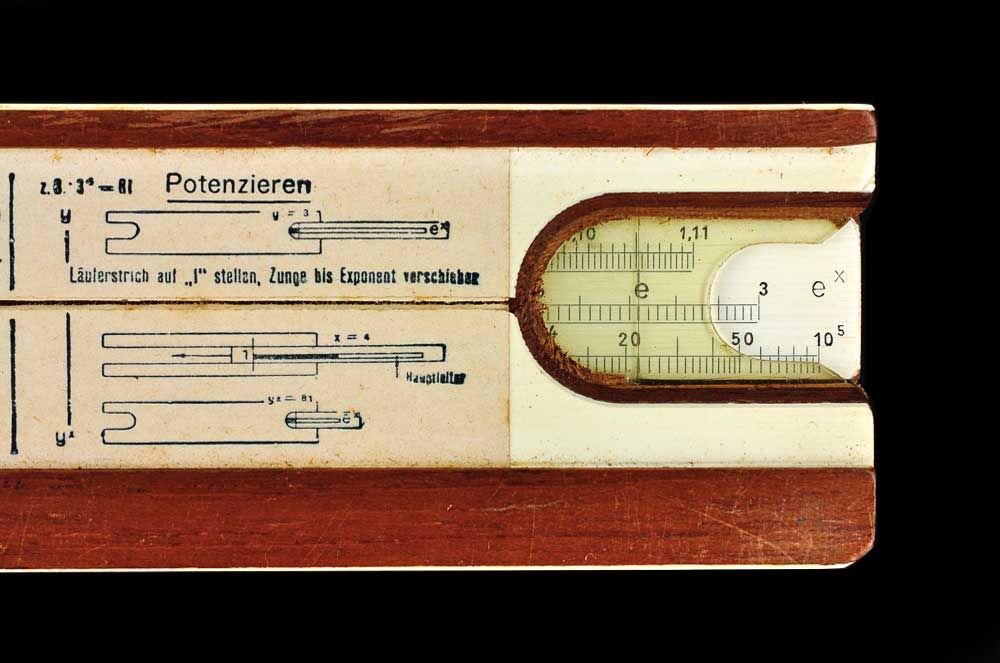 z.B. 3⁴ = 81 Potenzieren
y
y = 3
eˣ
Läuferstrich auf „1“ stellen, Zunge bis Exponent verschieben
x = 4
1
Hauptleiter
yˣ = 81
eˣ
yˣ
1,10 1,11
e 3 eˣ
20 50 10⁵